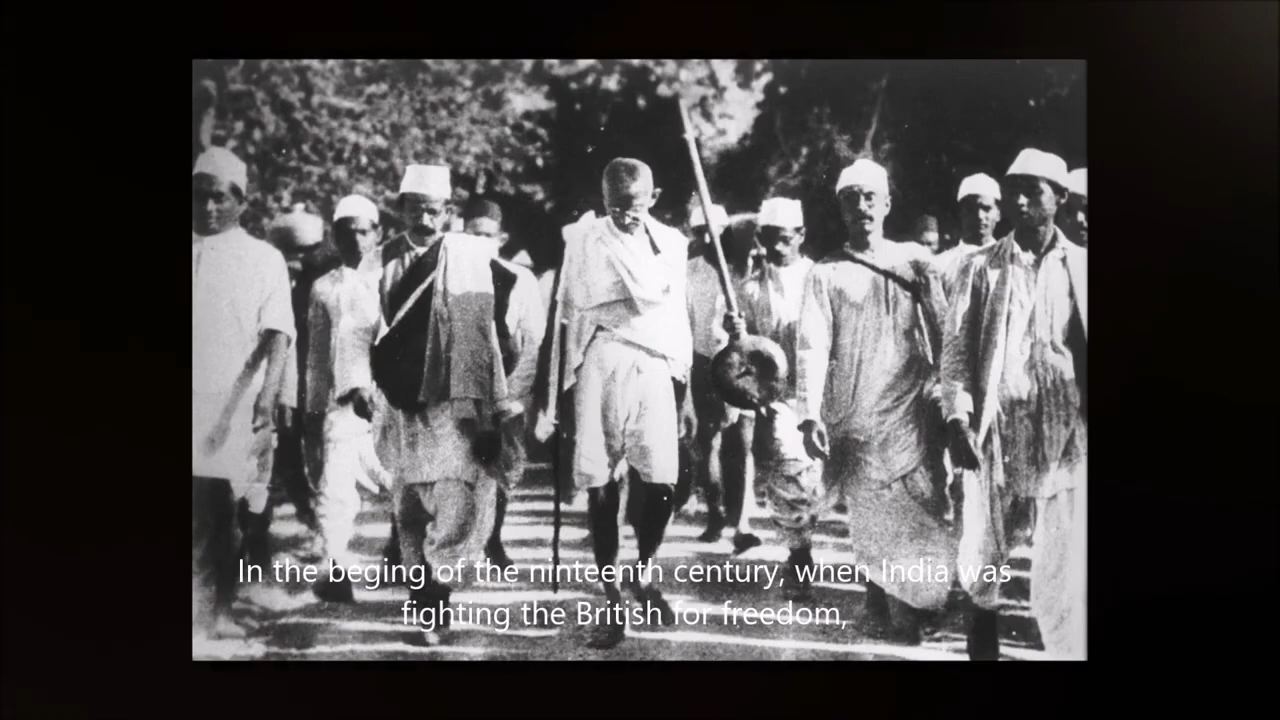 In the beging of the ninteenth century, when India was
fighting the British for freedom,